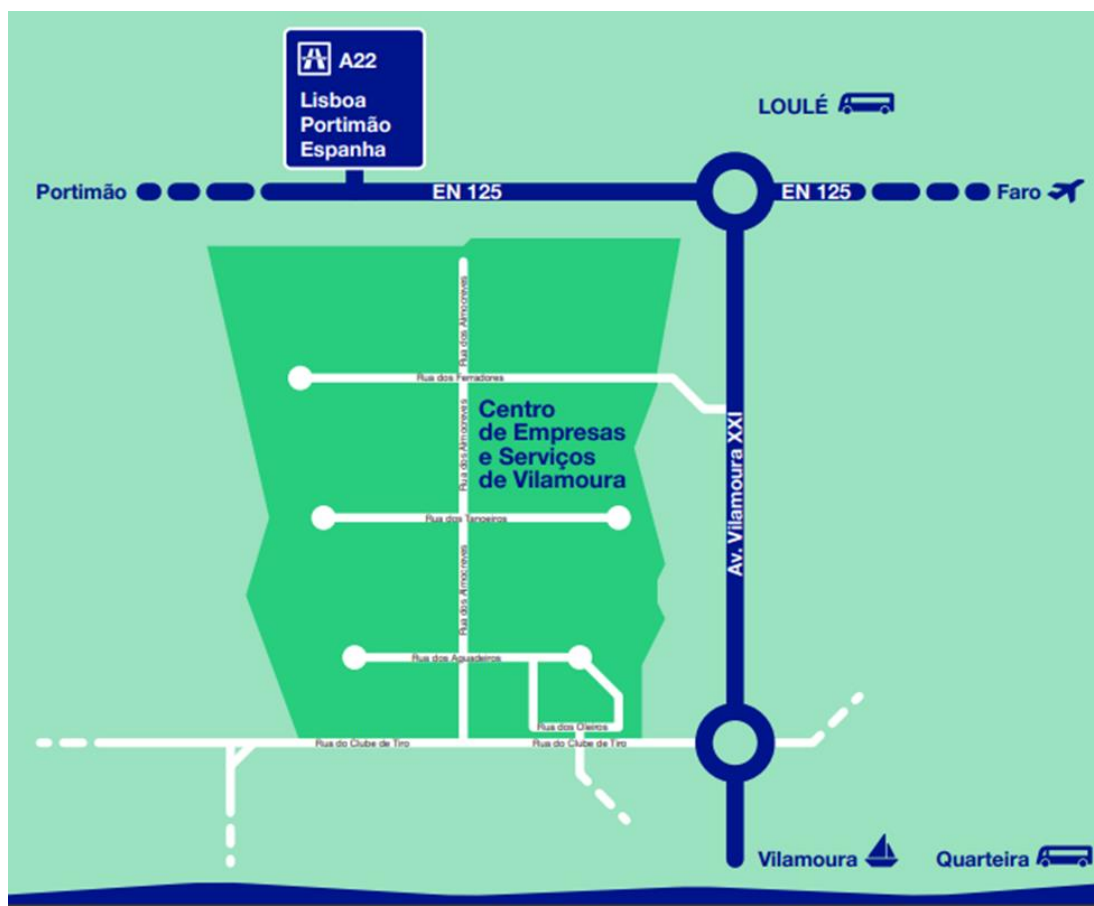 A22
Lisboa
Portimão
Espanha
LOULÉ
Portimão
EN 125
EN 125
Faro
Rua dos Almocreves
Rua dos Ferradores
Centro
de Empresas
e Serviços
de Vilamoura
Rua dos Almocreves
Av. Vilamoura XXI
Rua dos Tanoeiros
Rua dos Almocreves
Rua dos Aguadeiros
Rua dos Oleiros
Rua do Clube de Tiro
Rua do Clube de Tiro
Vilamoura
Quarteira